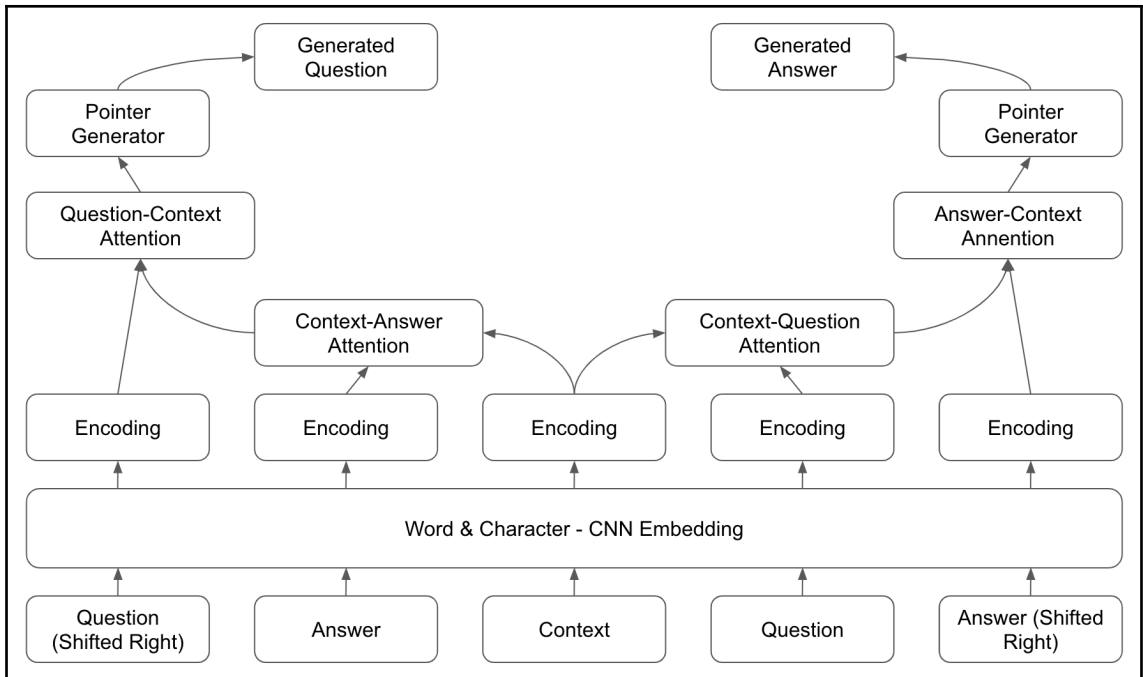 Generated
Question
Generated
Answer
Pointer
Generator
Pointer
Generator
Question-Context
Attention
Answer-Context
Annention
Context-Answer
Attention
Context-Question
Attention
Encoding
Encoding
Encoding
Encoding
Encoding
Word & Character - CNN Embedding
Question
(Shifted Right)
Answer
Context
Question
Answer (Shifted
Right)